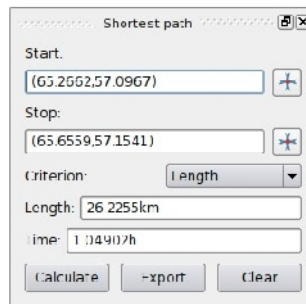 Shortest path
Start:
(65.2662,57.0967)
Stop:
(65.6559,57.1541)
Criterion: Length
Length: 26.2255km
Time: 1.04902h
Calculate Export Clear